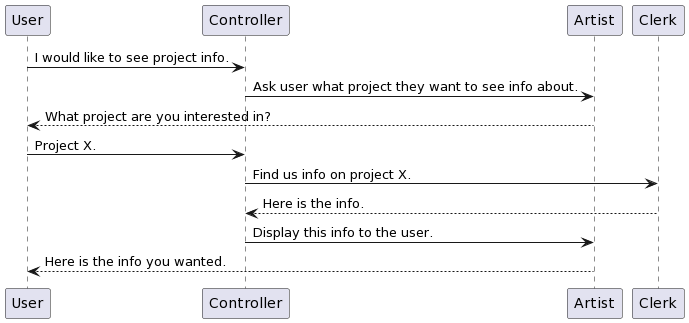 User Controller Artist Clerk
I would like to see project info.
Ask user what project they want to see info about.
What project are you interested in?
Project X.
Find us info on project X.
Here is the info.
Display this info to the user.
Here is the info you wanted.
User Controller Artist Clerk